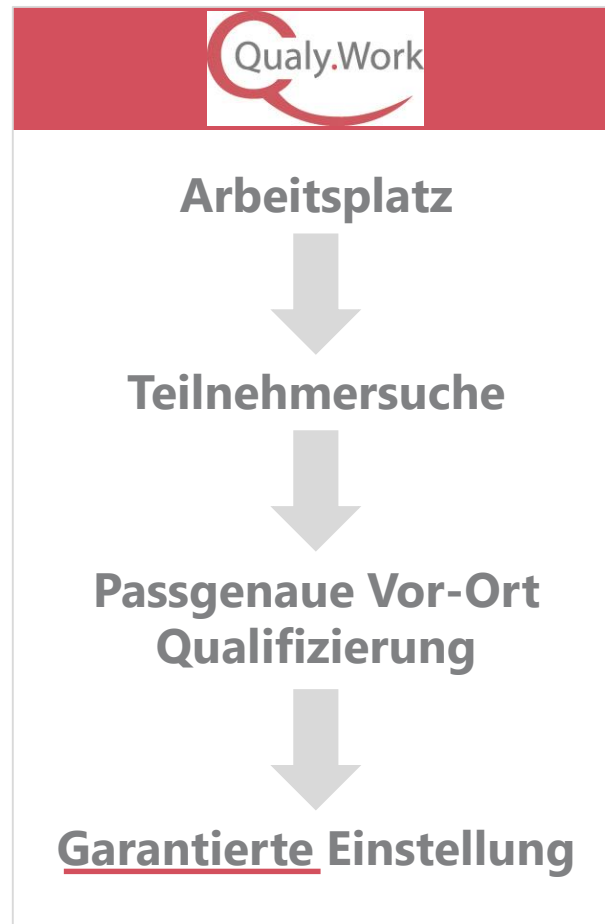 Qualy.Work
Arbeitsplatz
Teilnehmersuche
Passgenaue Vor-Ort
Qualifizierung
Garantierte Einstellung